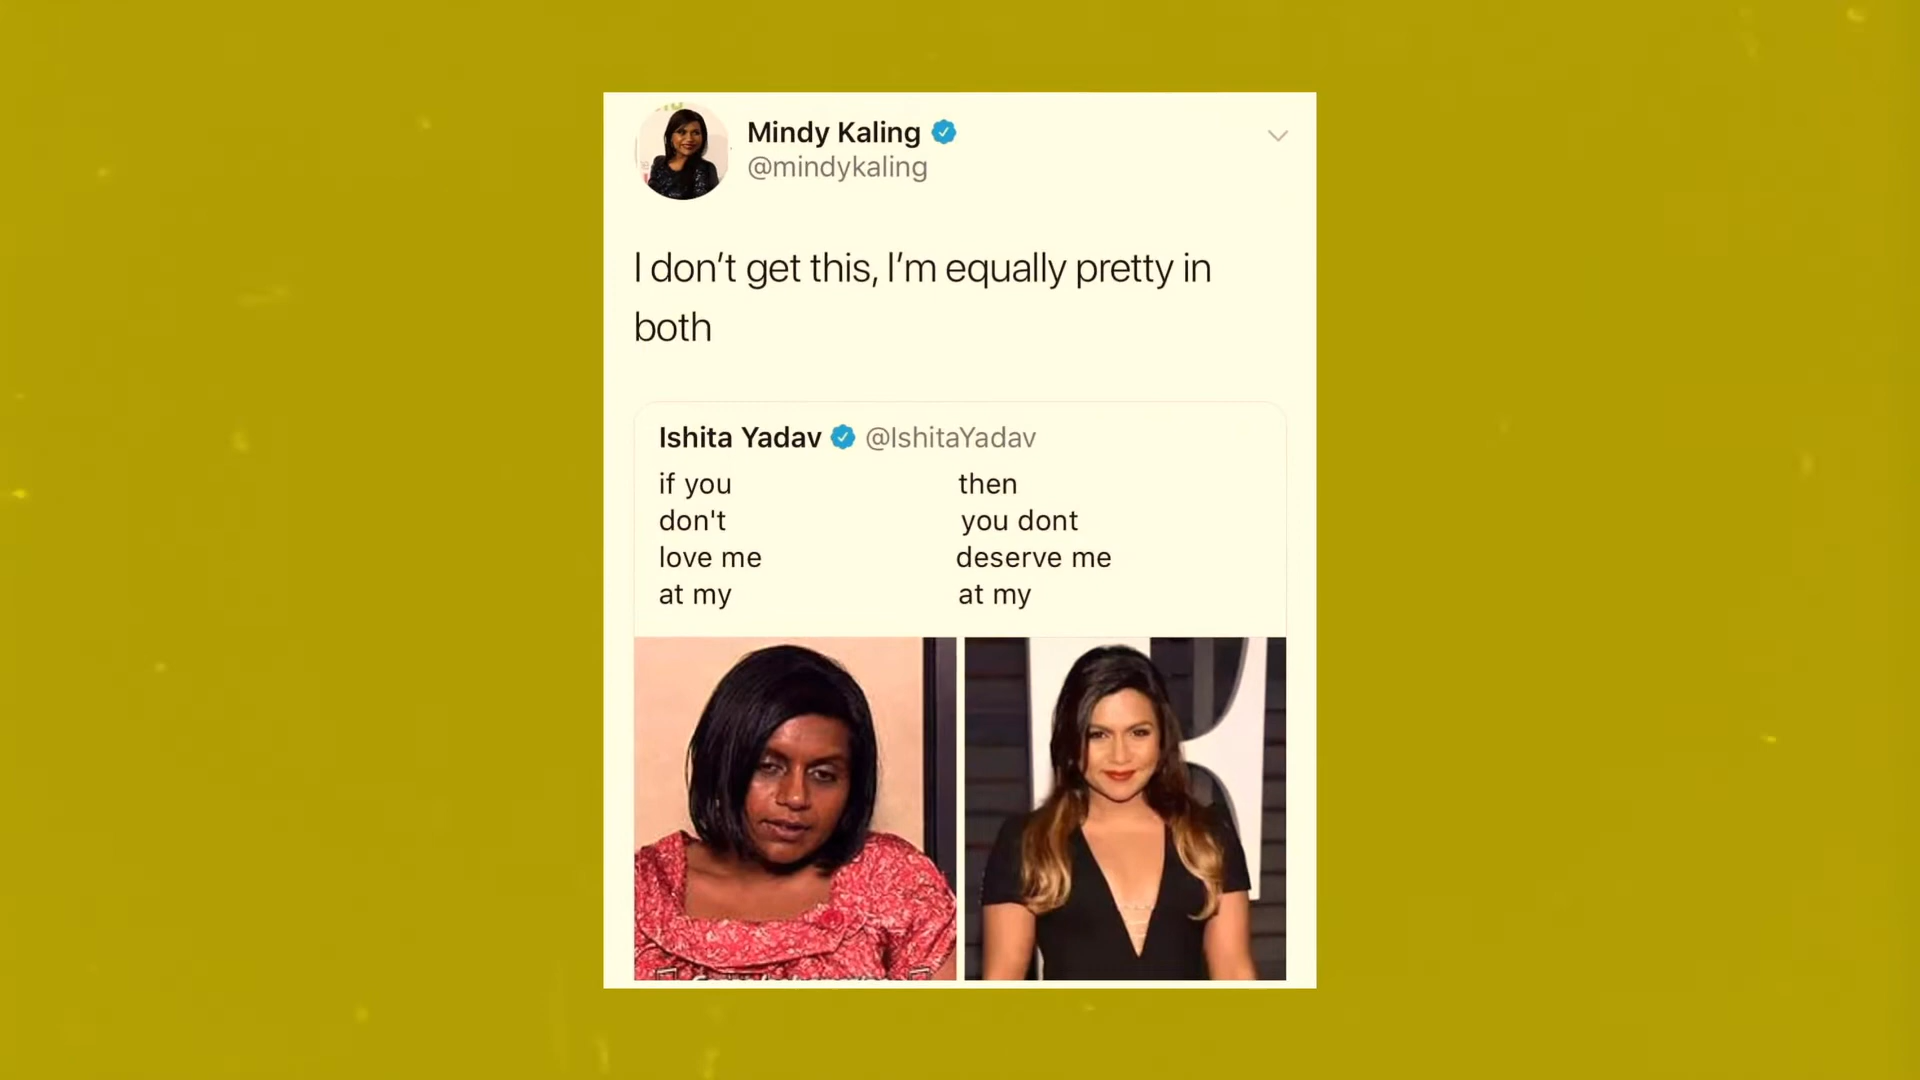 Mindy Kaling
@mindykaling
I don’t get this, I’m equally pretty in
both
Ishita Yadav @IshitaYadav
if you then
don't you dont
love me deserve me
at my at my